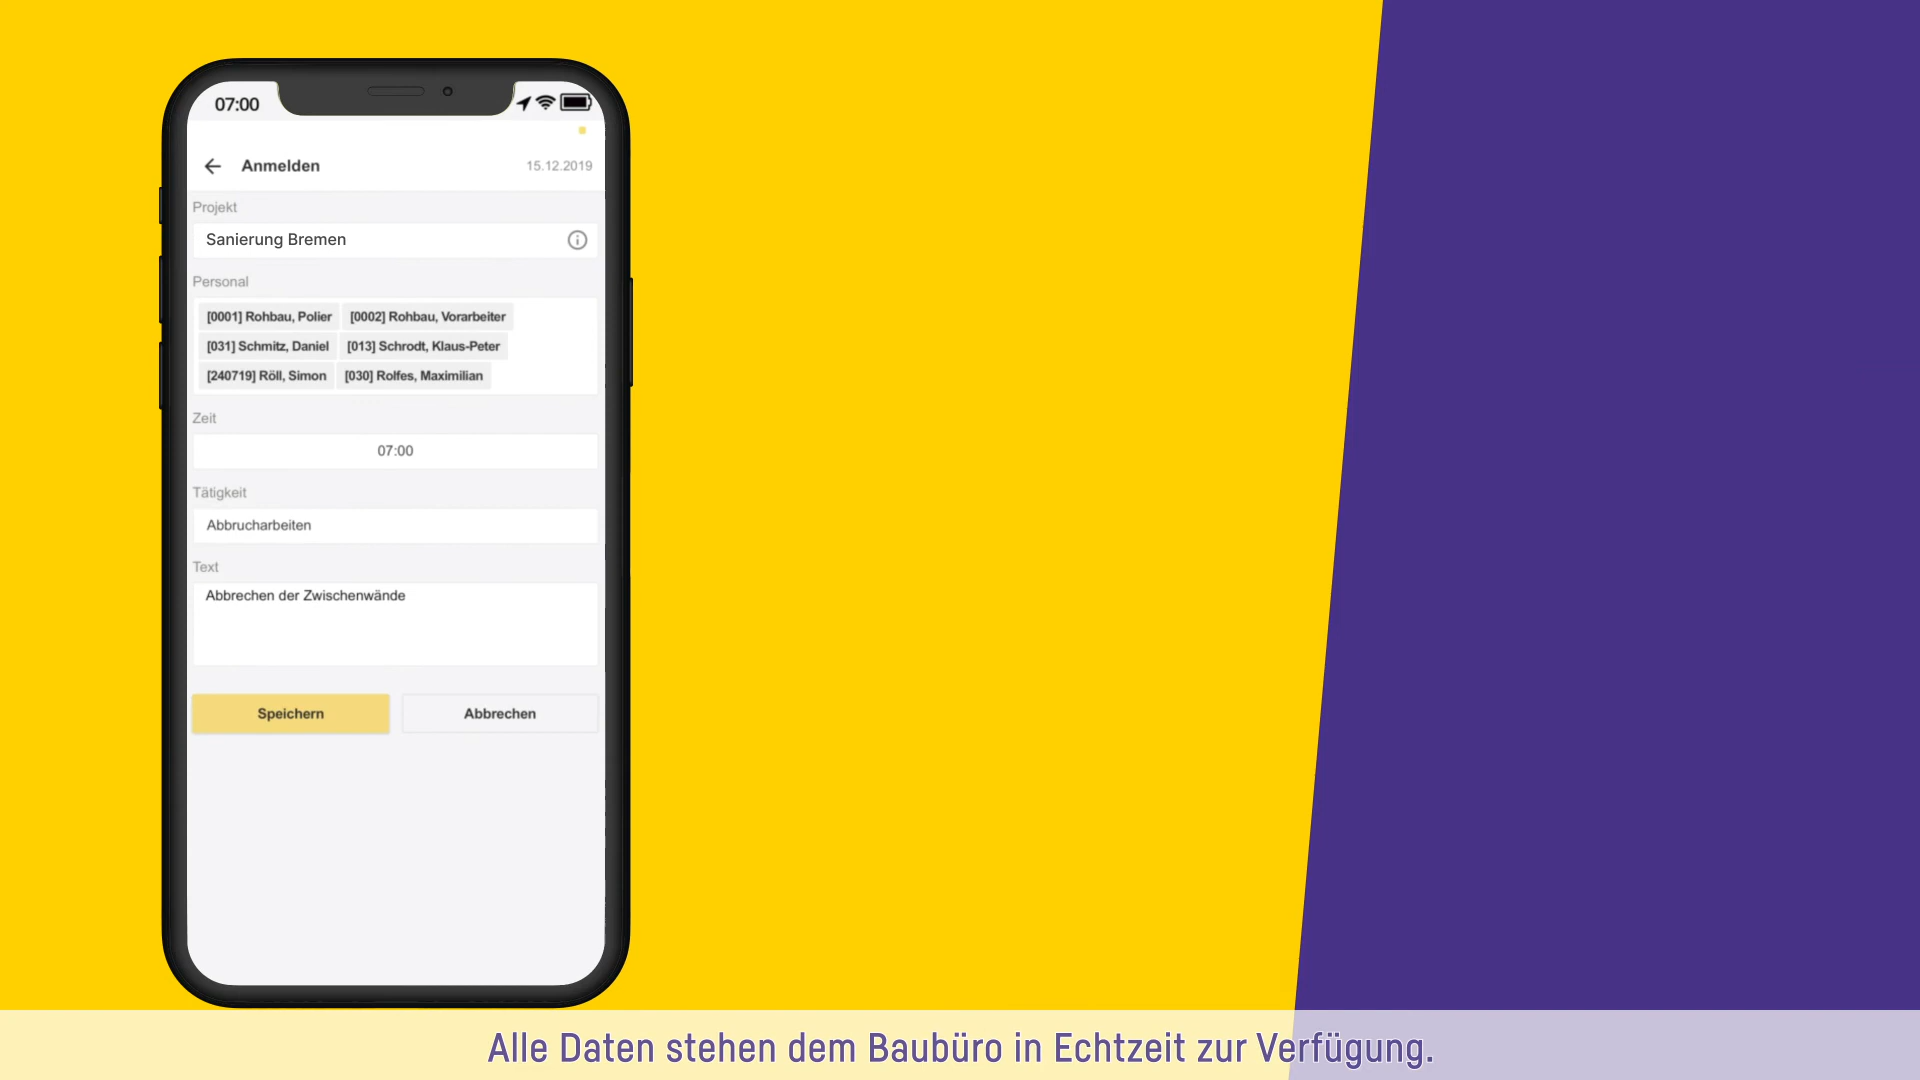 07:00
Anmelden 15.12.2019
Projekt
Sanierung Bremen
Personal
[0001] Rohbau, Polier [0002] Rohbau, Vorarbeiter
[031] Schmitz, Daniel [013] Schrodt, Klaus-Peter
[240719] Röll, Simon [030] Rolfes, Maximilian
Zeit
07:00
Tätigkeit
Abbrucharbeiten
Text
Abbrechen der Zwischenwände
Speichern Abbrechen
Alle Daten stehen dem Baubüro in Echtzeit zur Verfügung.